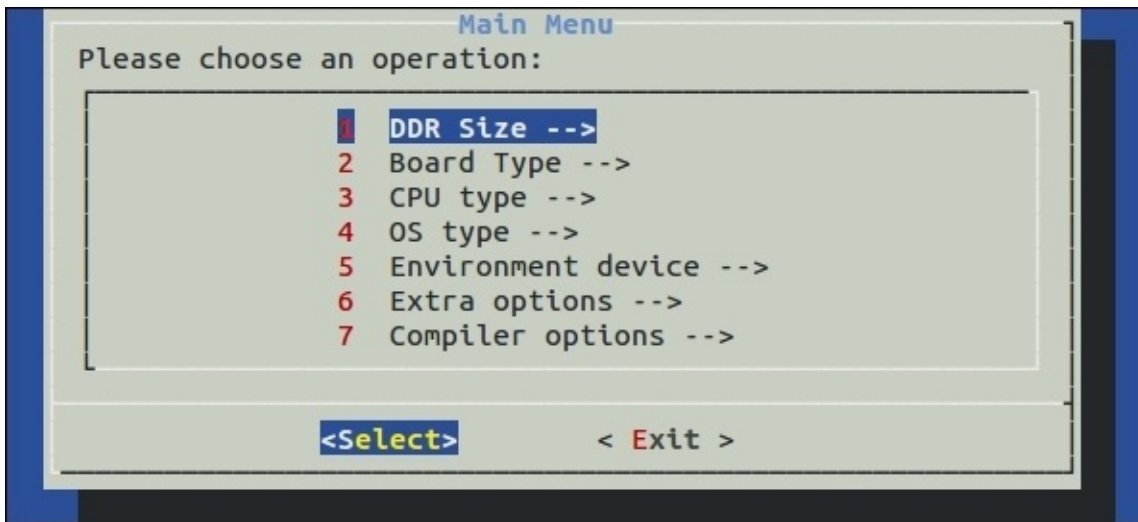 Main Menu
Please choose an operation:
1 DDR Size -->
2 Board Type -->
3 CPU type -->
4 OS type -->
5 Environment device -->
6 Extra options -->
7 Compiler options -->
<Select> < Exit >